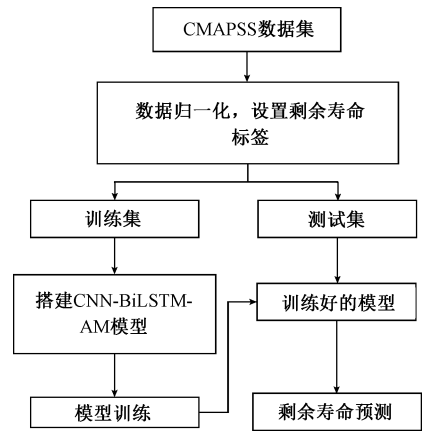 CMAPSS数据集
数据归一化，设置剩余寿命
标签
训练集
测试集
搭建CNN-BiLSTM-
AM模型
训练好的模型
模型训练
剩余寿命预测